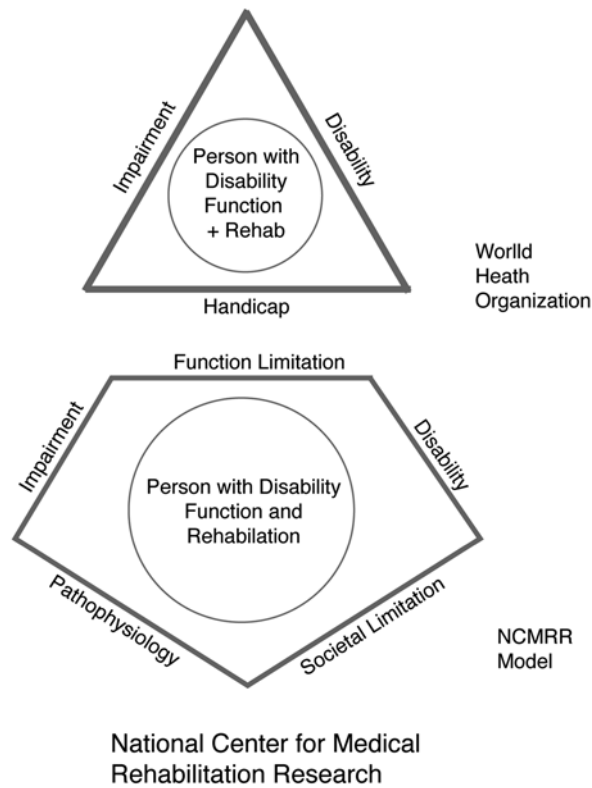 Impairment
Disability
Person with
Disability
Function
+ Rehab
Handicap
Worlld
Heath
Organization
Function Limitation
Impairment
Disability
Person with Disability
Function and
Rehabilation
Pathophysiology
Societal Limitation
NCMRR
Model
National Center for Medical
Rehabilitation Research